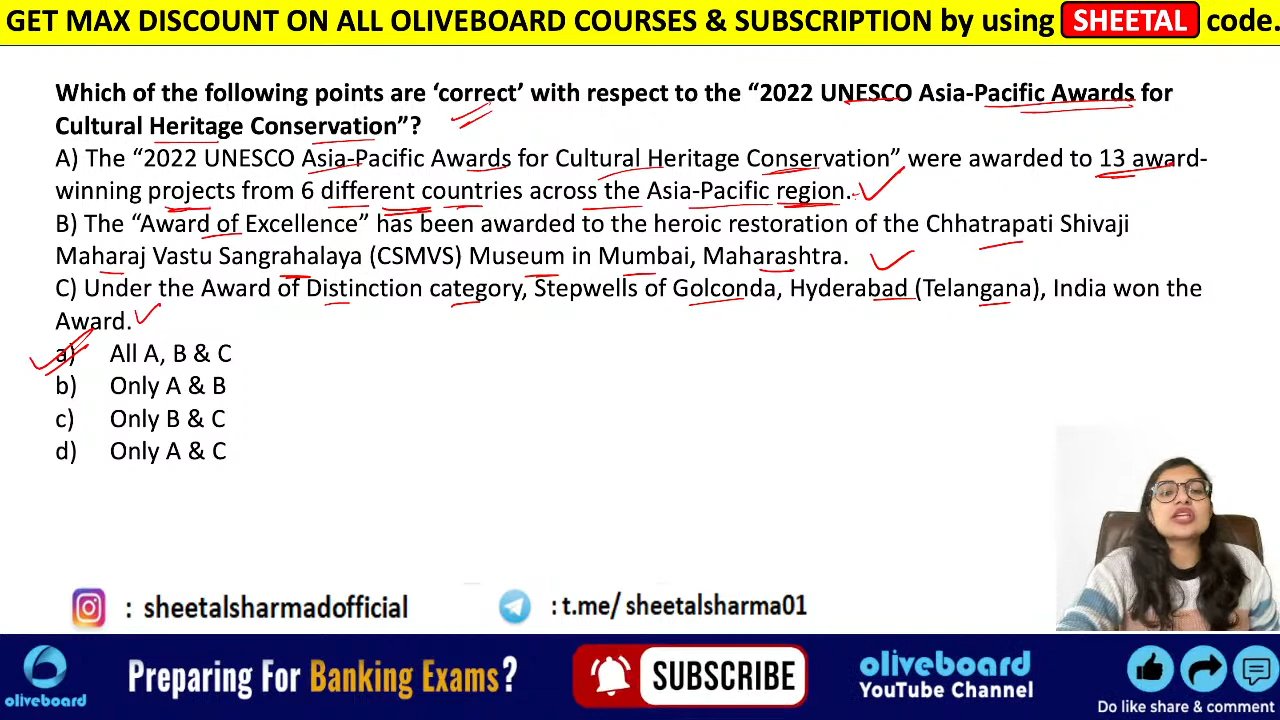 GET MAX DISCOUNT ON ALL OLIVEBOARD COURSES & SUBSCRIPTION by using SHEETAL code.
Which of the following points are ‘correct’ with respect to the “2022 UNESCO Asia-Pacific Awards for
Cultural Heritage Conservation”?
A) The “2022 UNESCO Asia-Pacific Awards for Cultural Heritage Conservation” were awarded to 13 award-
winning projects from 6 different countries across the Asia-Pacific region.
B) The “Award of Excellence” has been awarded to the heroic restoration of the Chhatrapati Shivaji
Maharaj Vastu Sangrahalaya (CSMVS) Museum in Mumbai, Maharashtra.
C) Under the Award of Distinction category, Stepwells of Golconda, Hyderabad (Telangana), India won the
Award.
a) All A, B & C
b) Only A & B
c) Only B & C
d) Only A & C
: sheetalsharmadofficial
: t.me/ sheetalsharma01
oliveboard
Preparing For Banking Exams?
SUBSCRIBE
oliveboard
YouTube Channel
Do like share & comment